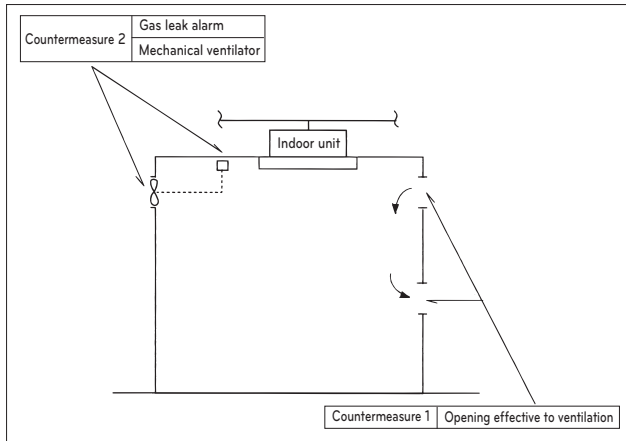 Countermeasure 2
Gas leak alarm
Mechanical ventilator
Indoor unit
Countermeasure 1
Opening effective to ventilation